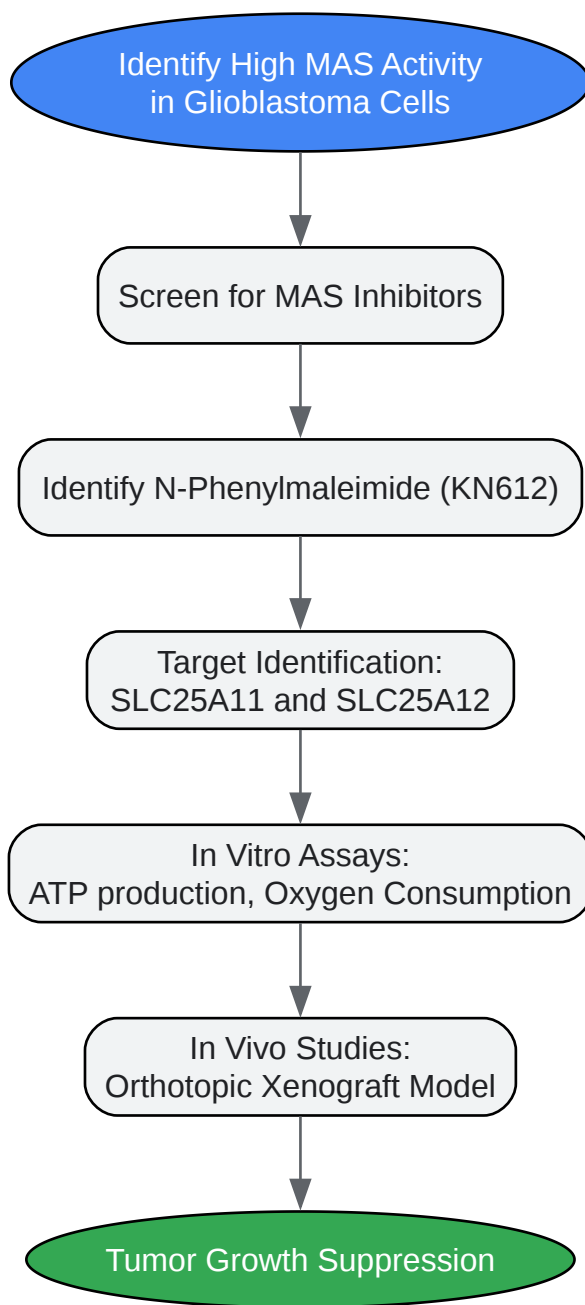 Identify High MAS Activity
in Glioblastoma Cells
Screen for MAS Inhibitors
Identify N-Phenylmaleimide (KN612)
Target Identification:
SLC25A11 and SLC25A12
In Vitro Assays:
ATP production, Oxygen Consumption
In Vivo Studies:
Orthotopic Xenograft Model
Tumor Growth Suppression